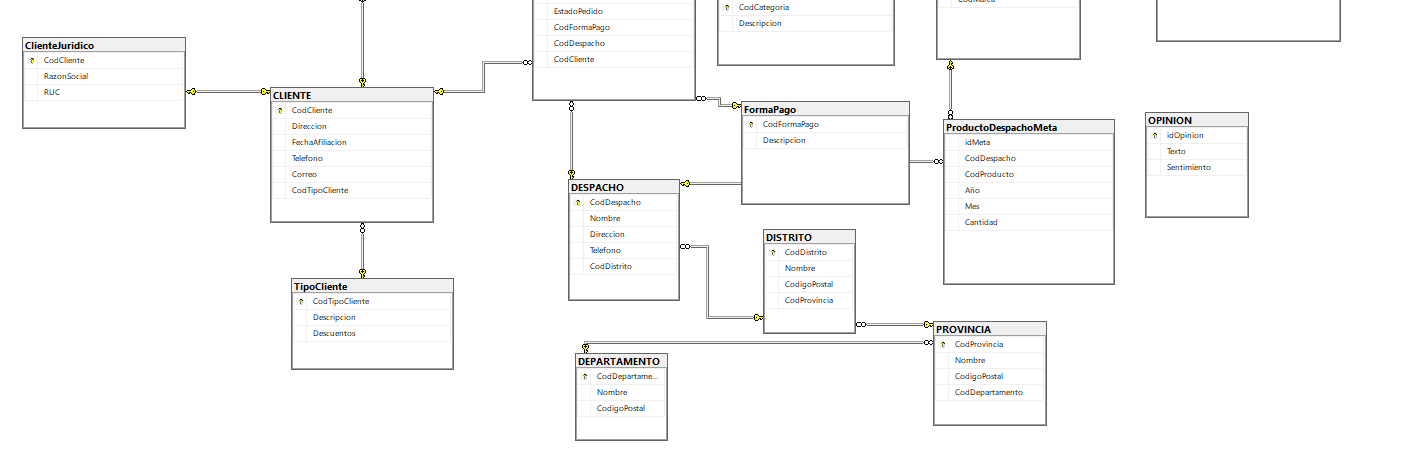 EstadoPedido
CodFormaPago
CodDespacho
CodCliente
CodCategoria
Descripcion
ClienteJuridico
CodCliente
RazonSocial
RUC
CLIENTE
CodCliente
Direccion
FechaAfiliacion
Telefono
Correo
CodTipoCliente
FormaPago
CodFormaPago
Descripcion
ProductoDespachoMeta
idMeta
CodDespacho
CodProducto
Año
Mes
Cantidad
OPINION
idOpinion
Texto
Sentimiento
DESPACHO
CodDespacho
Nombre
Direccion
Telefono
CodDistrito
DISTRITO
CodDistrito
Nombre
CodigoPostal
CodProvincia
TipoCliente
CodTipoCliente
Descripcion
Descuentos
PROVINCIA
CodProvincia
Nombre
CodigoPostal
CodDepartamento
DEPARTAMENTO
CodDepartame...
Nombre
CodigoPostal